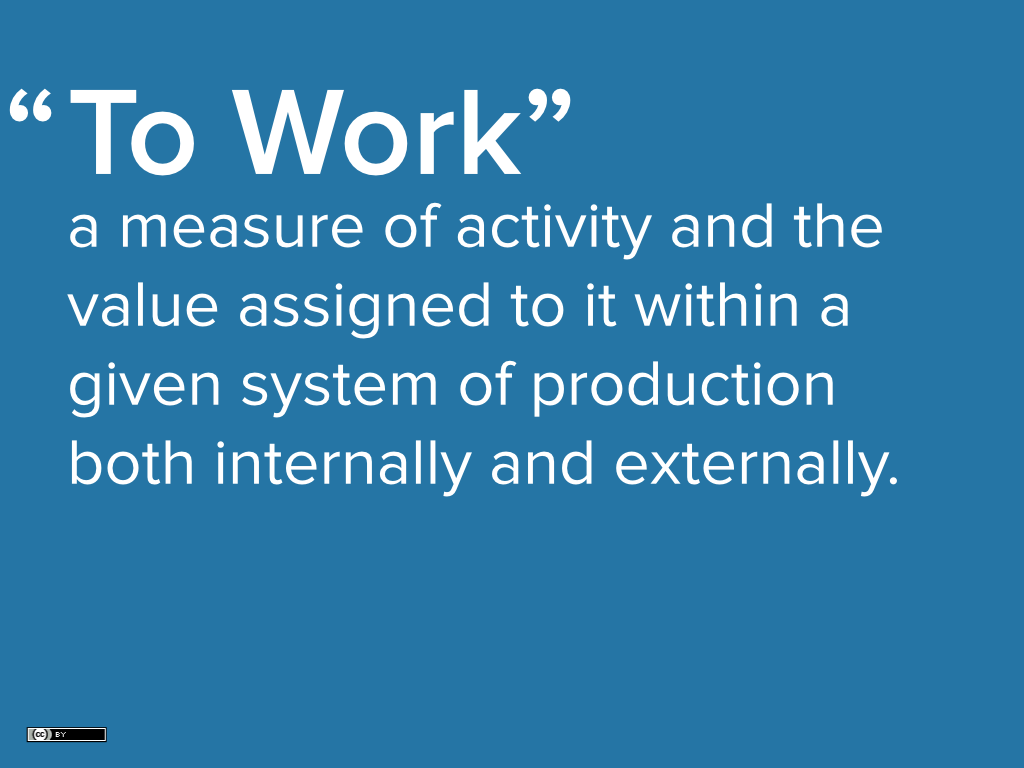 “To Work”
a measure of activity and the
value assigned to it within a
given system of production
both internally and externally.
cc BY